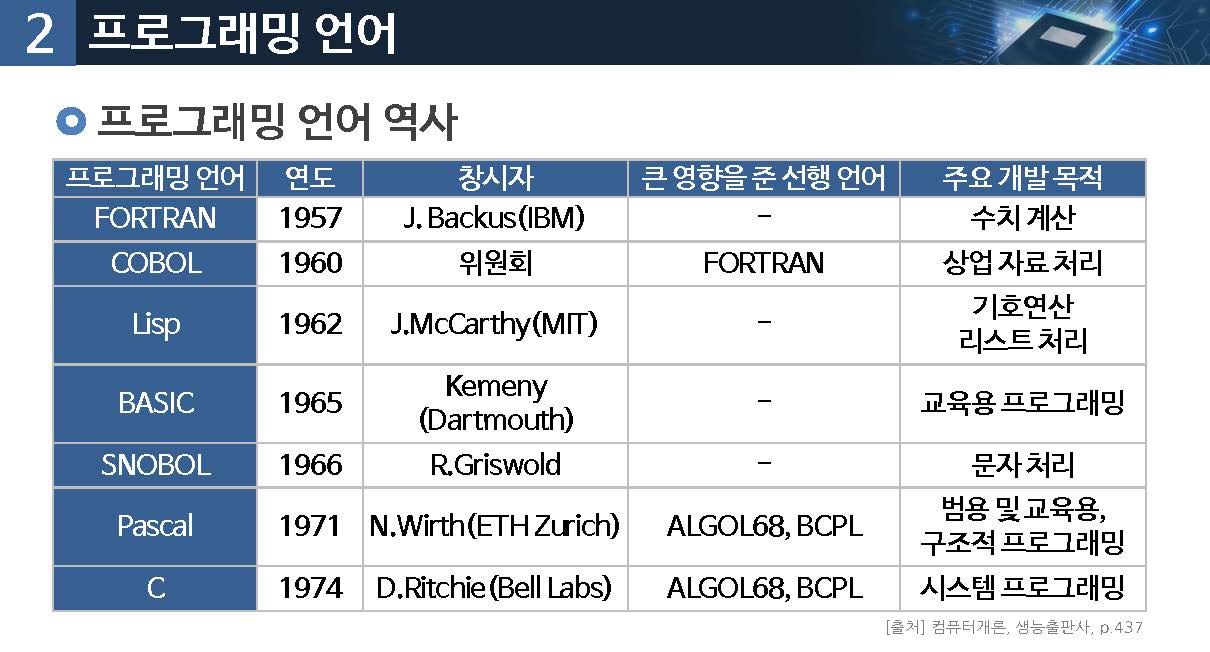 2 프로그래밍 언어
프로그래밍 언어 역사
프로그래밍 언어 연도 창시자 큰 영향을 준 선행 언어 주요 개발 목적
FORTRAN 1957 J. Backus(IBM) - 수치 계산
COBOL 1960 위원회 FORTRAN 상업 자료 처리
Lisp 1962 J.McCarthy(MIT) - 기호연산
리스트 처리
BASIC 1965 Kemeny
(Dartmouth) - 교육용 프로그래밍
SNOBOL 1966 R.Griswold - 문자 처리
Pascal 1971 N.Wirth(ETH Zurich) ALGOL68, BCPL 범용 및 교육용,
구조적 프로그래밍
C 1974 D.Ritchie(Bell Labs) ALGOL68, BCPL 시스템 프로그래밍
[출처] 컴퓨터개론, 생능출판사, p.437